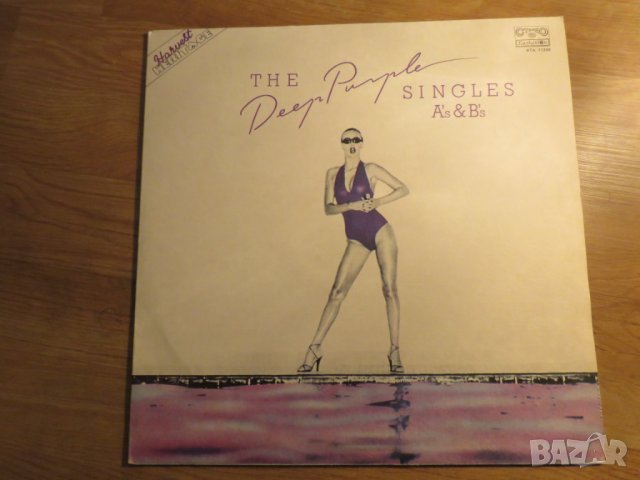 Harvest
THE Deep Purple SINGLES
A's & B's
STEREO
BAZAR